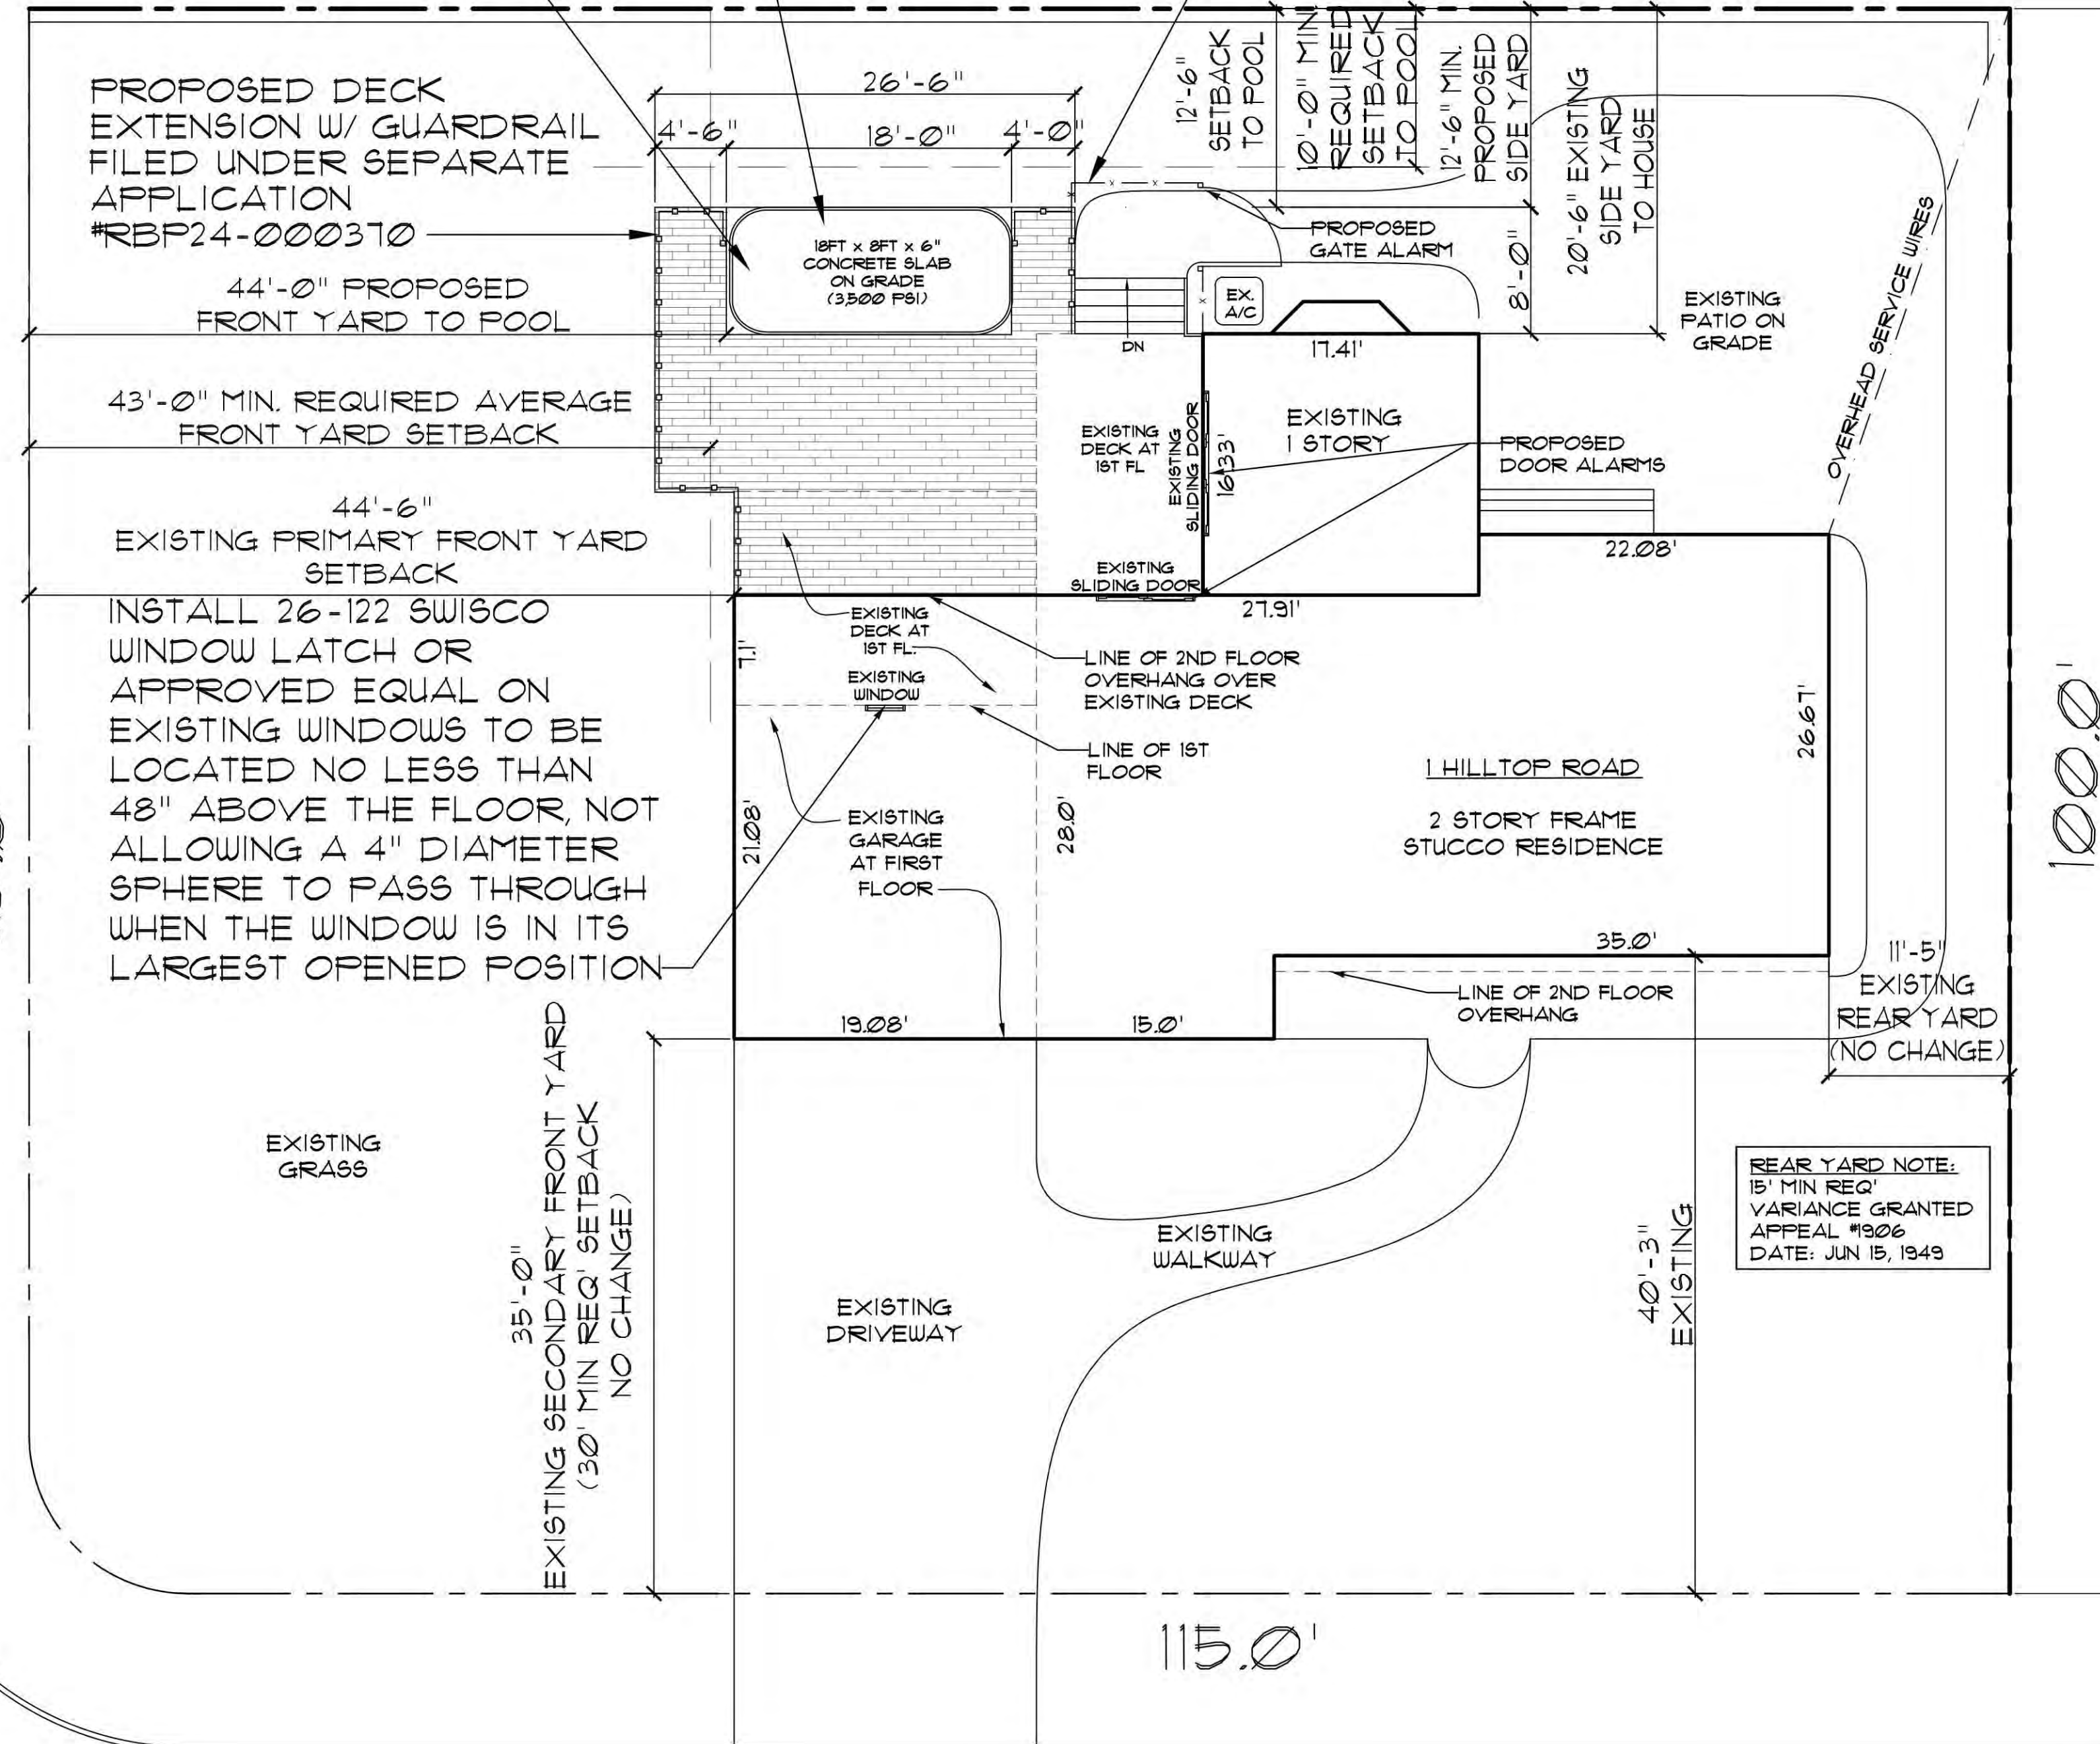 PROPOSED DECK
EXTENSION W/ GUARDRAIL
FILED UNDER SEPARATE
APPLICATION
#RBP24-000370
26'-6"
4'-6"
18'-0"
4'-0"
12'-6"
SETBACK
TO POOL
10'-0" MIN.
REQUIRED
SETBACK
TO POOL
12'-6" MIN.
PROPOSED
SIDE YARD
20'-6" EXISTING
SIDE YARD
TO HOUSE
8'-0"
18FT x 8FT x 6"
CONCRETE SLAB
ON GRADE
(3,500 PSI)
PROPOSED
GATE ALARM
EX.
A/C
DN
EXISTING
PATIO ON
GRADE
OVERHEAD SERVICE WIRES
44'-0" PROPOSED
FRONT YARD TO POOL
43'-0" MIN. REQUIRED AVERAGE
FRONT YARD SETBACK
44'-6"
EXISTING PRIMARY FRONT YARD
SETBACK
17.41'
EXISTING
1 STORY
16.33'
EXISTING
DECK AT
1ST FL
EXISTING
SLIDING DOOR
PROPOSED
DOOR ALARMS
EXISTING
SLIDING DOOR
22.08'
27.91'
INSTALL 26-122 SWISCO
WINDOW LATCH OR
APPROVED EQUAL ON
EXISTING WINDOWS TO BE
LOCATED NO LESS THAN
48" ABOVE THE FLOOR, NOT
ALLOWING A 4" DIAMETER
SPHERE TO PASS THROUGH
WHEN THE WINDOW IS IN ITS
LARGEST OPENED POSITION
7.1'
EXISTING
DECK AT
1ST FL.
EXISTING
WINDOW
LINE OF 2ND FLOOR
OVERHANG OVER
EXISTING DECK
LINE OF 1ST
FLOOR
21.08'
EXISTING
GARAGE
AT FIRST
FLOOR
28.0'
1 HILLTOP ROAD
2 STORY FRAME
STUCCO RESIDENCE
26.67'
100.0'
35.0'
LINE OF 2ND FLOOR
OVERHANG
19.08'
15.0'
11'-5"
EXISTING
REAR YARD
(NO CHANGE)
EXISTING
GRASS
35'-0"
EXISTING SECONDARY FRONT YARD
(30' MIN REQ' SETBACK
NO CHANGE)
EXISTING
DRIVEWAY
EXISTING
WALKWAY
40'-3"
EXISTING
REAR YARD NOTE:
15' MIN REQ'
VARIANCE GRANTED
APPEAL #1906
DATE: JUN 15, 1949
115.0'